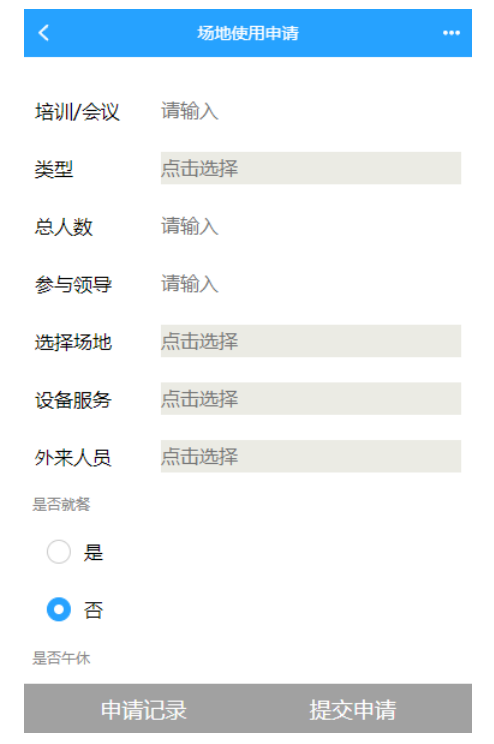 场地使用申请
培训/会议 请输入
类型 点击选择
总人数 请输入
参与领导 请输入
选择场地 点击选择
设备服务 点击选择
外来人员 点击选择
是否就餐
是
否
是否午休
申请记录 提交申请